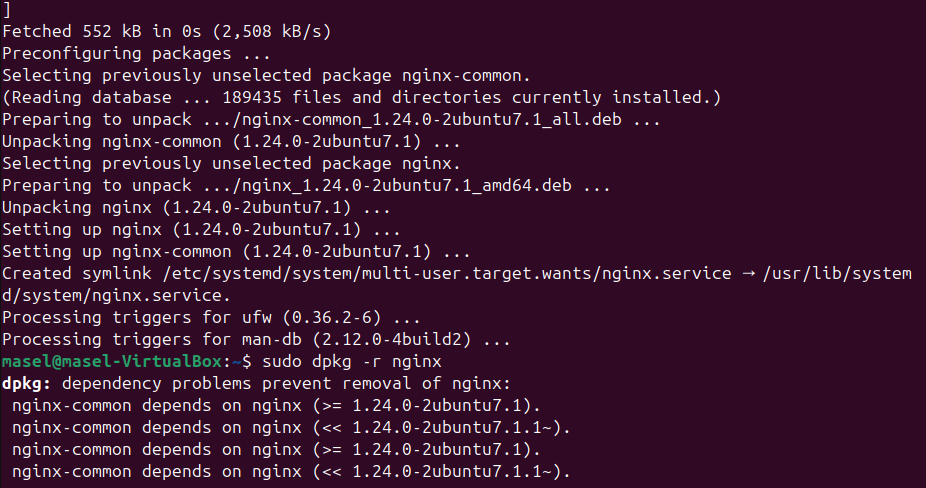 ]
Fetched 552 kB in 0s (2,508 kB/s)
Preconfiguring packages ...
Selecting previously unselected package nginx-common.
(Reading database ... 189435 files and directories currently installed.)
Preparing to unpack .../nginx-common_1.24.0-2ubuntu7.1_all.deb ...
Unpacking nginx-common (1.24.0-2ubuntu7.1) ...
Selecting previously unselected package nginx.
Preparing to unpack .../nginx_1.24.0-2ubuntu7.1_amd64.deb ...
Unpacking nginx (1.24.0-2ubuntu7.1) ...
Setting up nginx (1.24.0-2ubuntu7.1) ...
Setting up nginx-common (1.24.0-2ubuntu7.1) ...
Created symlink /etc/systemd/system/multi-user.target.wants/nginx.service → /usr/lib/system
d/system/nginx.service.
Processing triggers for ufw (0.36.2-6) ...
Processing triggers for man-db (2.12.0-4build2) ...
masel@masel-VirtualBox:~$ sudo dpkg -r nginx
dpkg: dependency problems prevent removal of nginx:
 nginx-common depends on nginx (>= 1.24.0-2ubuntu7.1).
 nginx-common depends on nginx (<< 1.24.0-2ubuntu7.1.1~).
 nginx-common depends on nginx (>= 1.24.0-2ubuntu7.1).
 nginx-common depends on nginx (<< 1.24.0-2ubuntu7.1.1~).